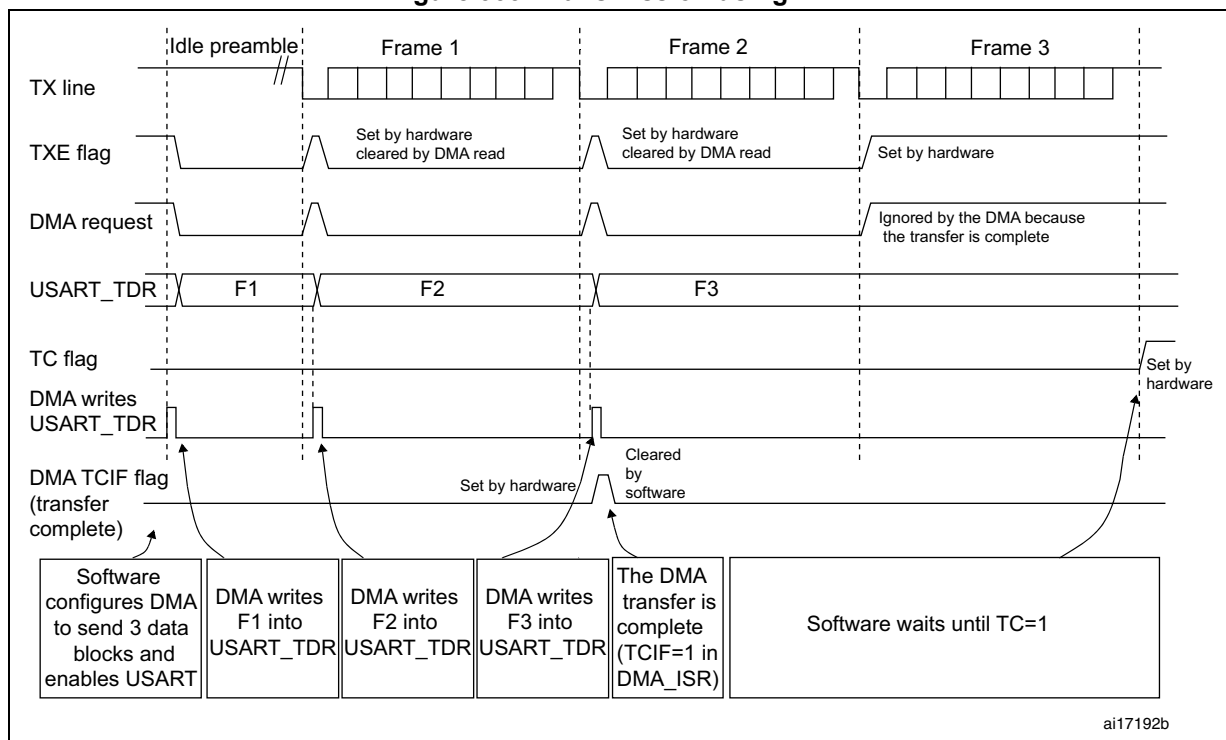 Idle preamble
Frame 1
Frame 2
Frame 3
TX line
TXE flag
Set by hardware
cleared by DMA read
Set by hardware
cleared by DMA read
Set by hardware
DMA request
Ignored by the DMA because
the transfer is complete
USART_TDR
F1
F2
F3
TC flag
Set by
hardware
DMA writes
USART_TDR
DMA TCIF flag
(transfer
complete)
Set by hardware
Cleared
by
software
Software
configures DMA
to send 3 data
blocks and
enables USART
DMA writes
F1 into
USART_TDR
DMA writes
F2 into
USART_TDR
DMA writes
F3 into
USART_TDR
The DMA
transfer is
complete
(TCIF=1 in
DMA_ISR)
Software waits until TC=1
ai17192b